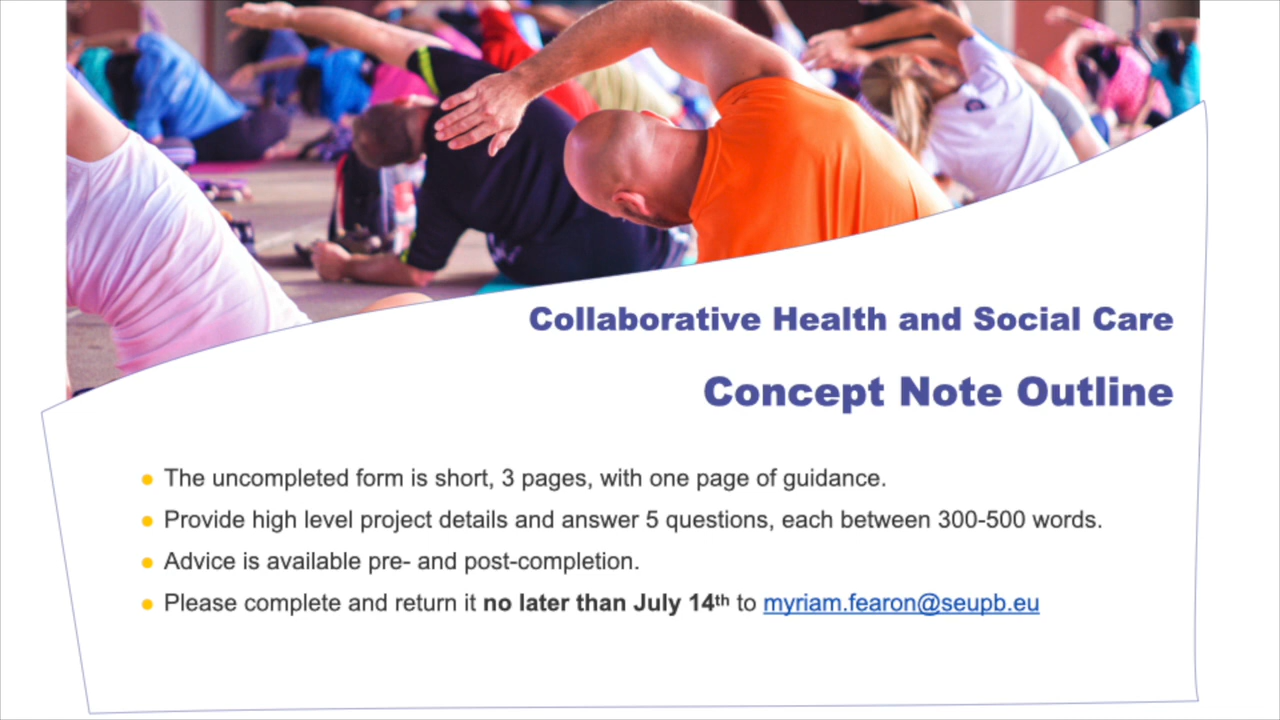 Collaborative Health and Social Care
Concept Note Outline
The uncompleted form is short, 3 pages, with one page of guidance.
Provide high level project details and answer 5 questions, each between 300-500 words.
Advice is available pre- and post-completion.
Please complete and return it no later than July 14th to myriam.fearon@seupb.eu